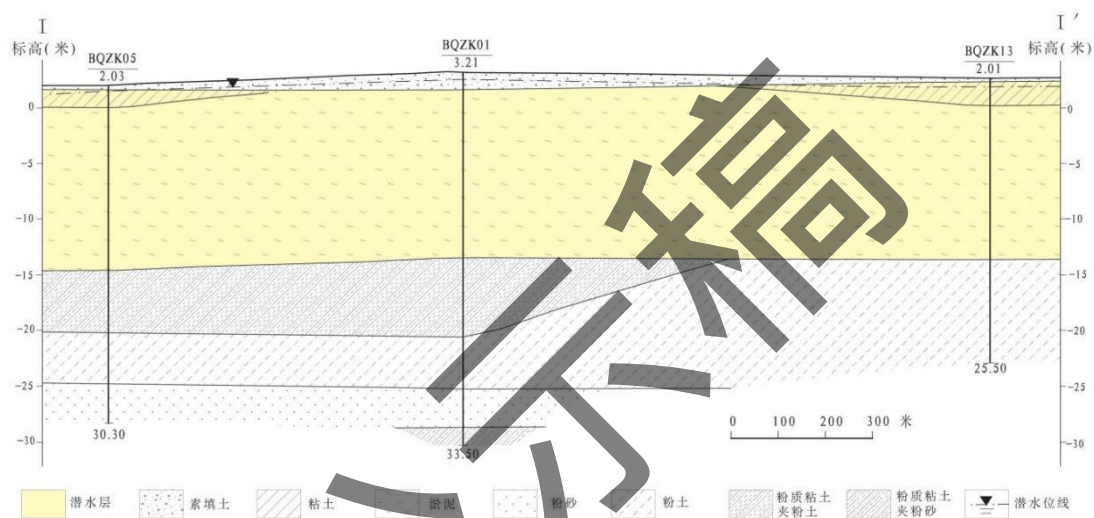 I
I′
标高(米)
BQZK05
2.03
BQZK01
3.21
BQZK13
2.01
标高(米)
0
-5
-10
-15
-20
-25
-30
0
-5
-10
-15
-20
-25
-30
30.30
33.50
25.50
0 100 200 300 米
示稿
潜水层
素填土
粘土
淤泥
粉砂
粉土
粉质粘土
夹粉土
粉质粘土
夹粉砂
潜水位线